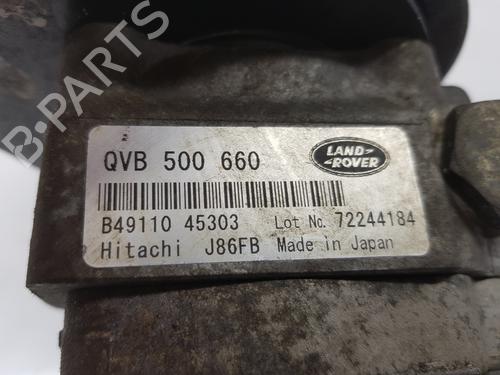 QVB 500 660
LAND-
-ROVER
B49110 45303 Lot No. 72244184
Hitachi J86FB Made in Japan
B-PARTS